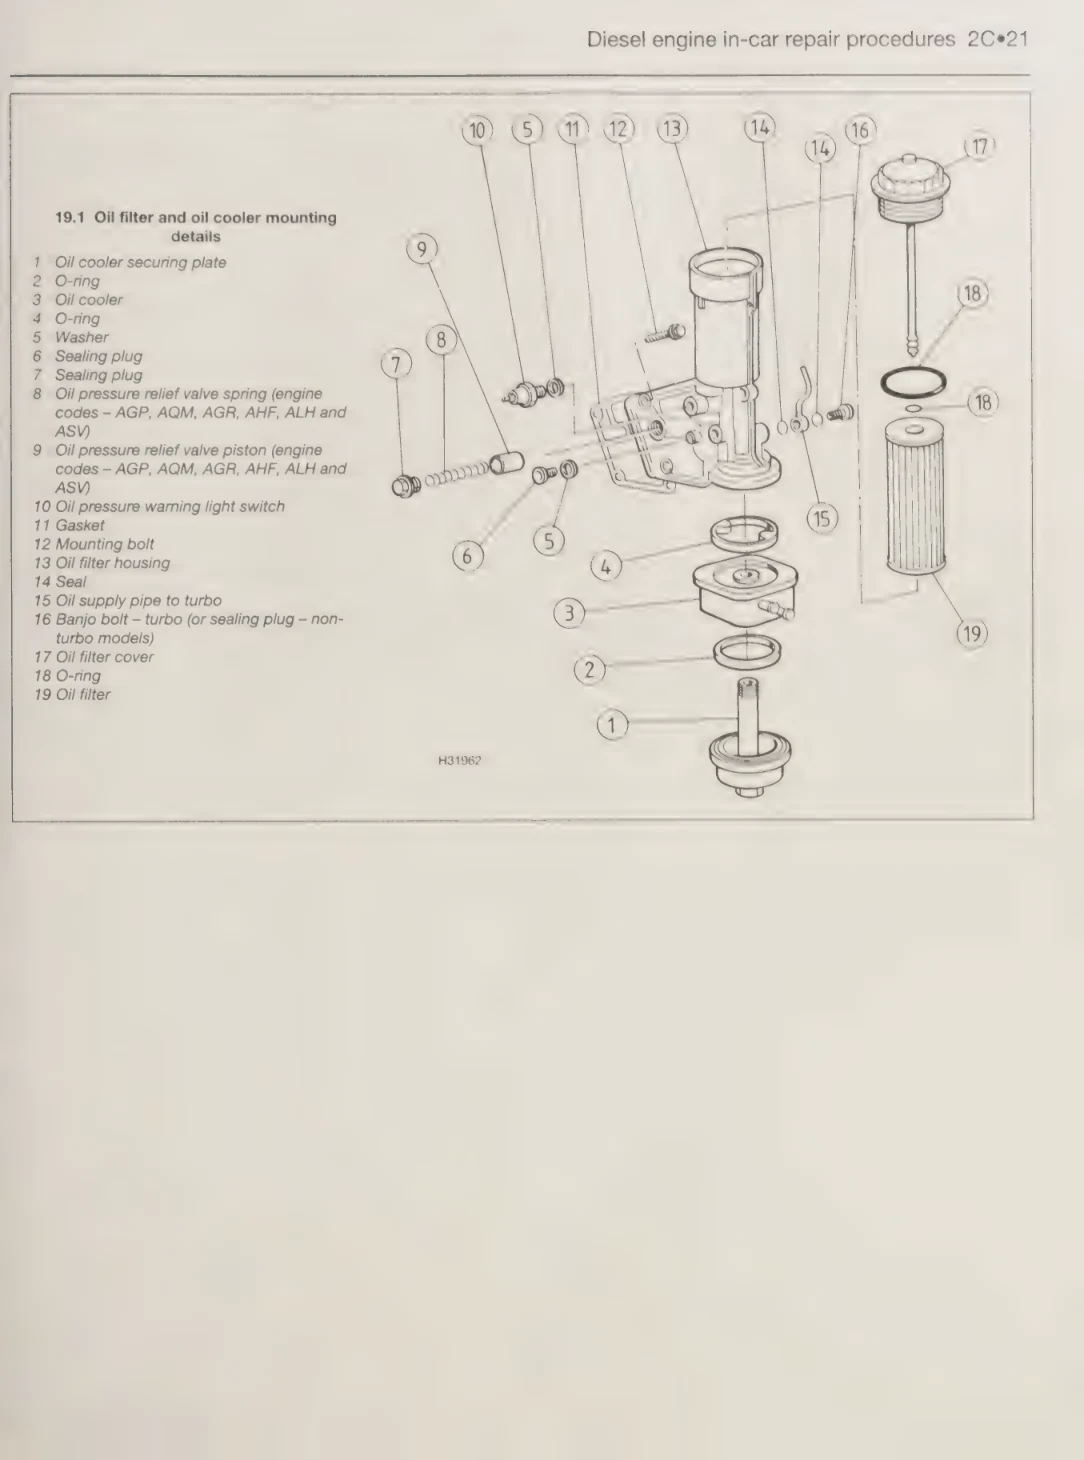 Diesel engine in-car repair procedures 2C•21
10
5
11
12
13
14
14
16
17
19.1 Oil filter and oil cooler mounting
details
1 Oil cooler securing plate
2 O-ring
3 Oil cooler
4 O-ring
5 Washer
6 Sealing plug
7 Sealing plug
8 Oil pressure relief valve spring (engine
codes – AGP, AQM, AGR, AHF, ALH and
ASV)
9 Oil pressure relief valve piston (engine
codes – AGP, AQM, AGR, AHF, ALH and
ASV)
10 Oil pressure warning light switch
11 Gasket
12 Mounting bolt
13 Oil filter housing
14 Seal
15 Oil supply pipe to turbo
16 Banjo bolt – turbo (or sealing plug – non-
turbo models)
17 Oil filter cover
18 O-ring
19 Oil filter
9
18
8
7
18
15
5
6
4
3
19
2
1
H31962